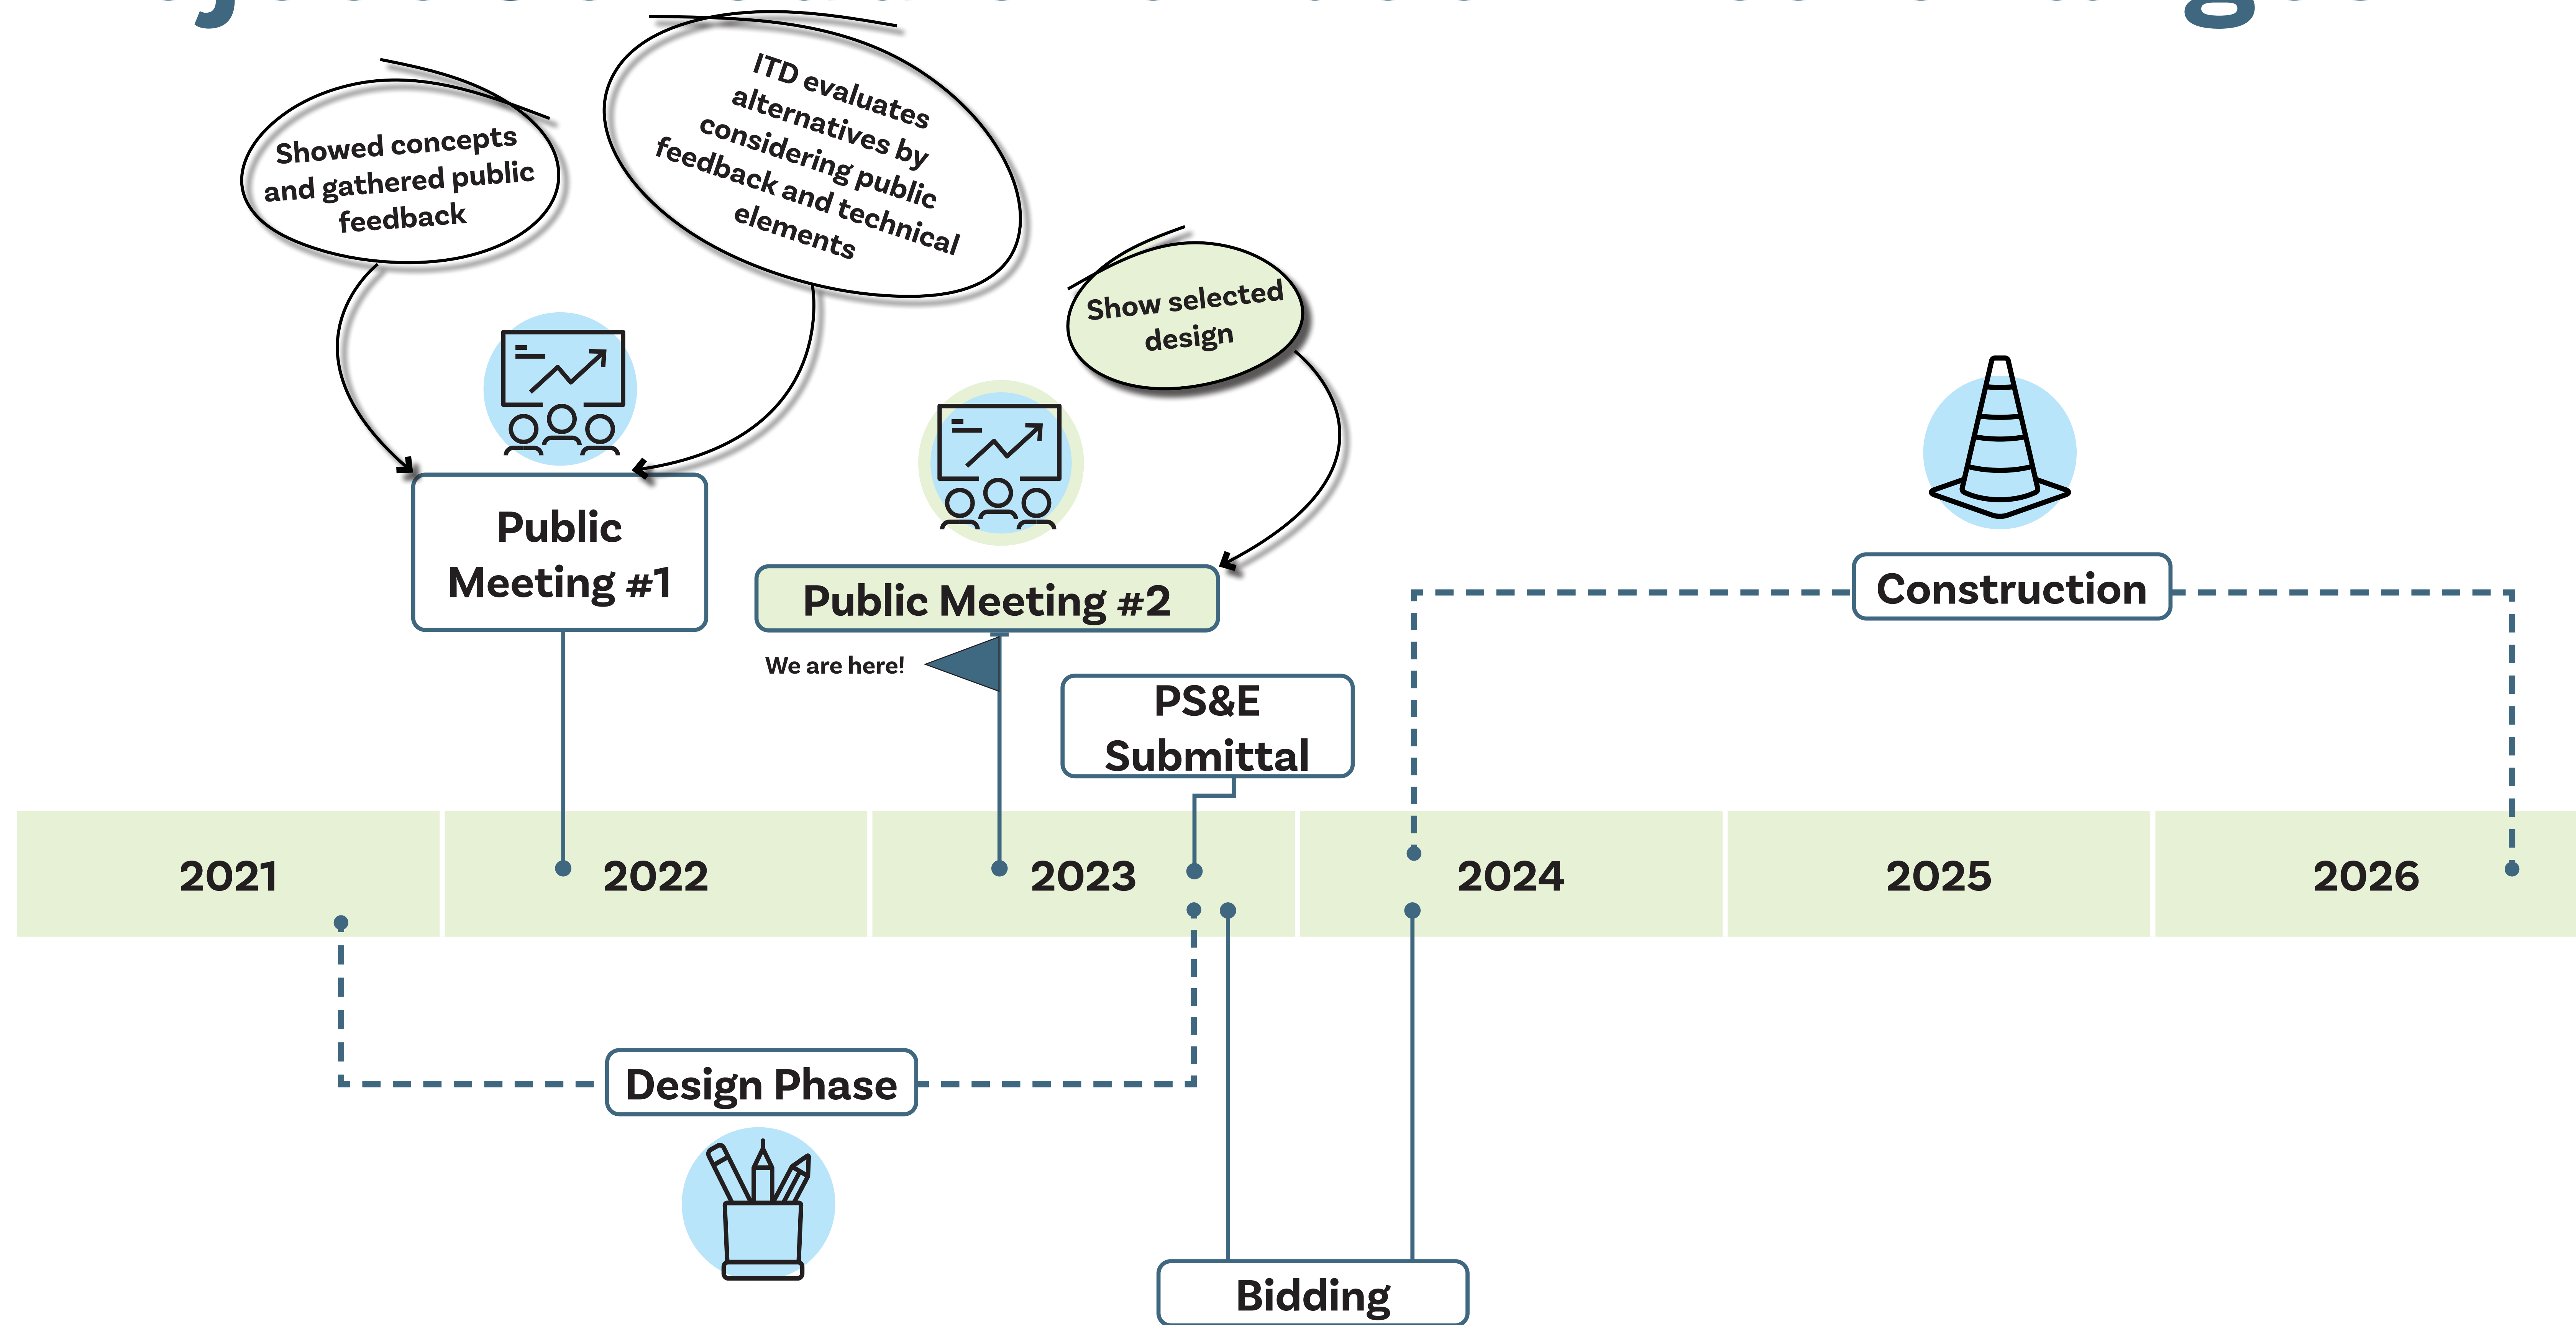 Showed concepts
and gathered public
feedback
ITD evaluates
alternatives by
considering public
feedback and technical
elements
Show selected
design
Public
Meeting #1
Public Meeting #2
We are here!
PS&E
Submittal
Construction
2021
2022
2023
2024
2025
2026
Design Phase
Bidding